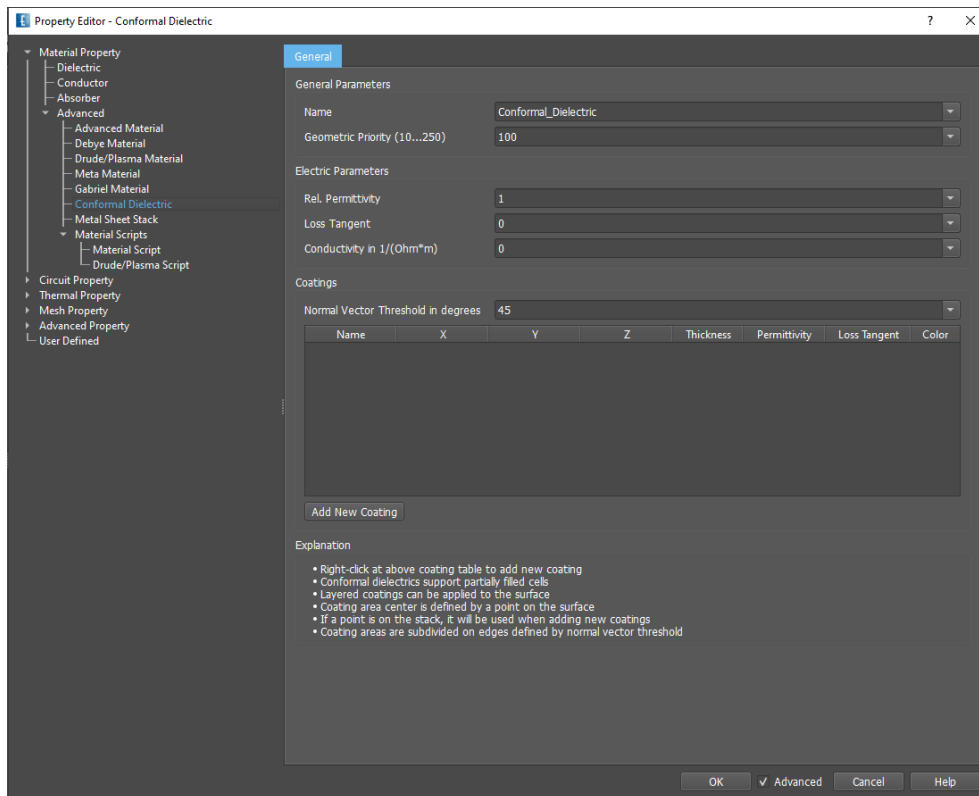 Property Editor - Conformal Dielectric
?
Material Property
Dielectric
Conductor
Absorber
Advanced
Advanced Material
Debye Material
Drude/Plasma Material
Meta Material
Gabriel Material
Conformal Dielectric
Metal Sheet Stack
Material Scripts
Material Script
Drude/Plasma Script
Circuit Property
Thermal Property
Mesh Property
Advanced Property
User Defined
General
General Parameters
Name Conformal_Dielectric
Geometric Priority (10...250) 100
Electric Parameters
Rel. Permittivity 1
Loss Tangent 0
Conductivity in 1/(Ohm*m) 0
Coatings
Normal Vector Threshold in degrees 45
Name X Y Z Thickness Permittivity Loss Tangent Color
Add New Coating
Explanation
• Right-click at above coating table to add new coating
• Conformal dielectrics support partially filled cells
• Layered coatings can be applied to the surface
• Coating area center is defined by a point on the surface
• If a point is on the stack, it will be used when adding new coatings
• Coating areas are subdivided on edges defined by normal vector threshold
OK Advanced Cancel Help